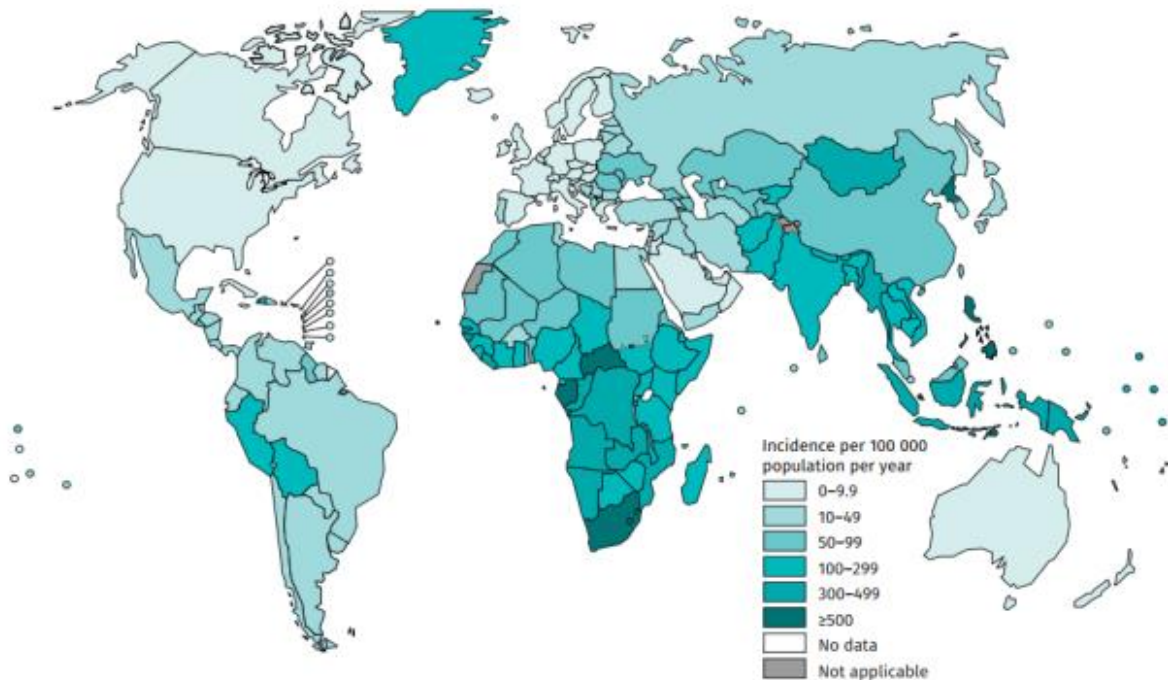 Incidence per 100 000
population per year
0–9.9
10–49
50–99
100–299
300–499
≥500
No data
Not applicable